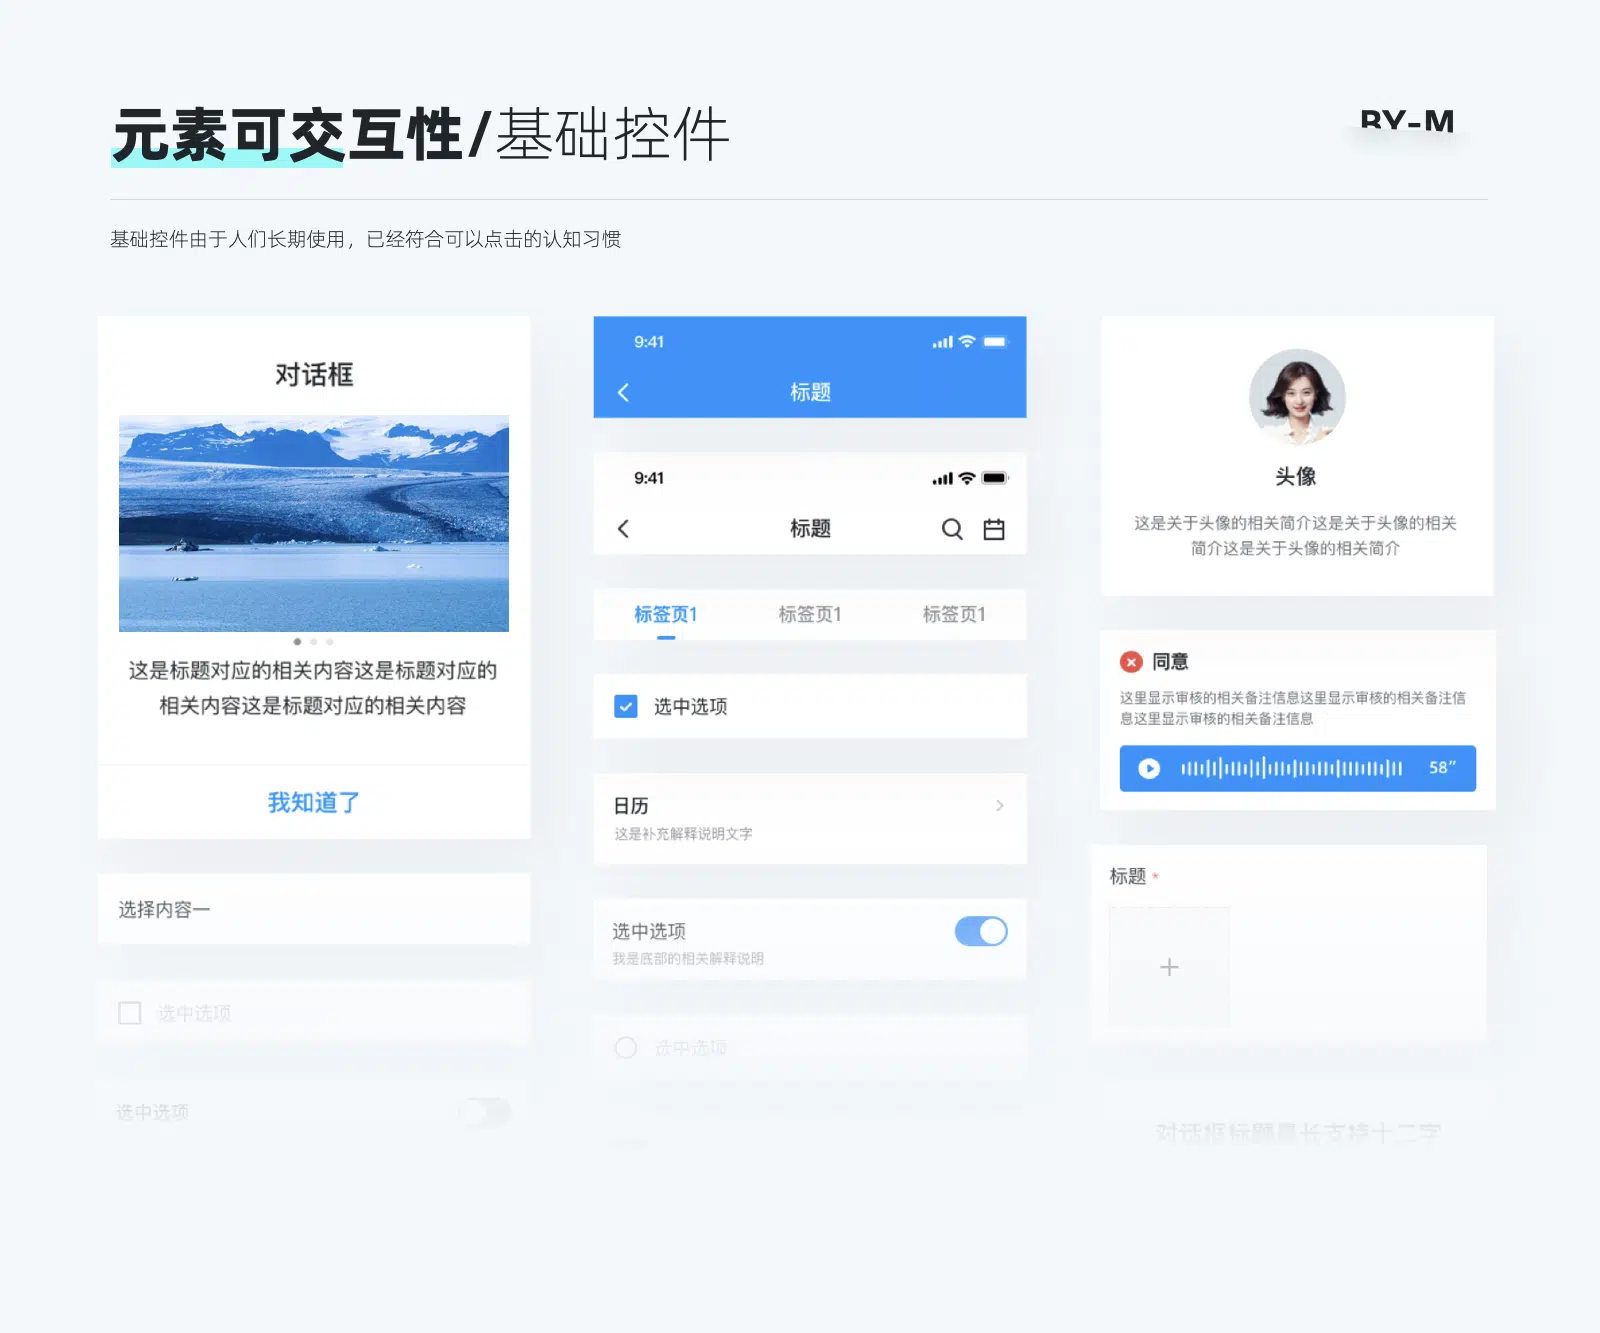 元素可交互性/基础控件
BY-M
基础控件由于人们长期使用，已经符合可以点击的认知习惯
对话框
这是标题对应的相关内容这是标题对应的
相关内容这是标题对应的相关内容
我知道了
选择内容一
选中选项
选中选项
9:41
标题
9:41
标题
标签页1
标签页1
标签页1
选中选项
日历
这是补充解释说明文字
选中选项
我是底部的相关解释说明
选中选项
头像
这是关于头像的相关简介这是关于头像的相关
简介这是关于头像的相关简介
同意
这里显示审核的相关备注信息这里显示审核的相关备注信
息这里显示审核的相关备注信息
58”
标题 *
对话框标题最长支持十二字